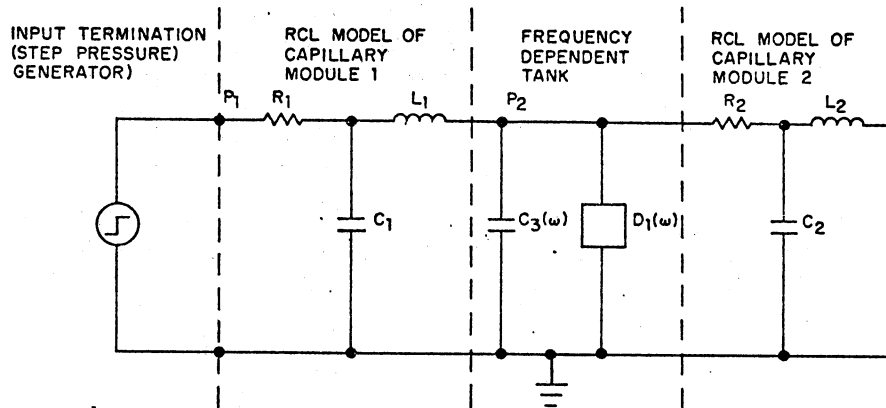 INPUT TERMINATION
(STEP PRESSURE)
GENERATOR)
RCL MODEL OF
CAPILLARY
MODULE 1
FREQUENCY
DEPENDENT
TANK
RCL MODEL OF
CAPILLARY
MODULE 2
P1
R1
L1
P2
R2
L2
C1
C3(ω)
D1(ω)
C2